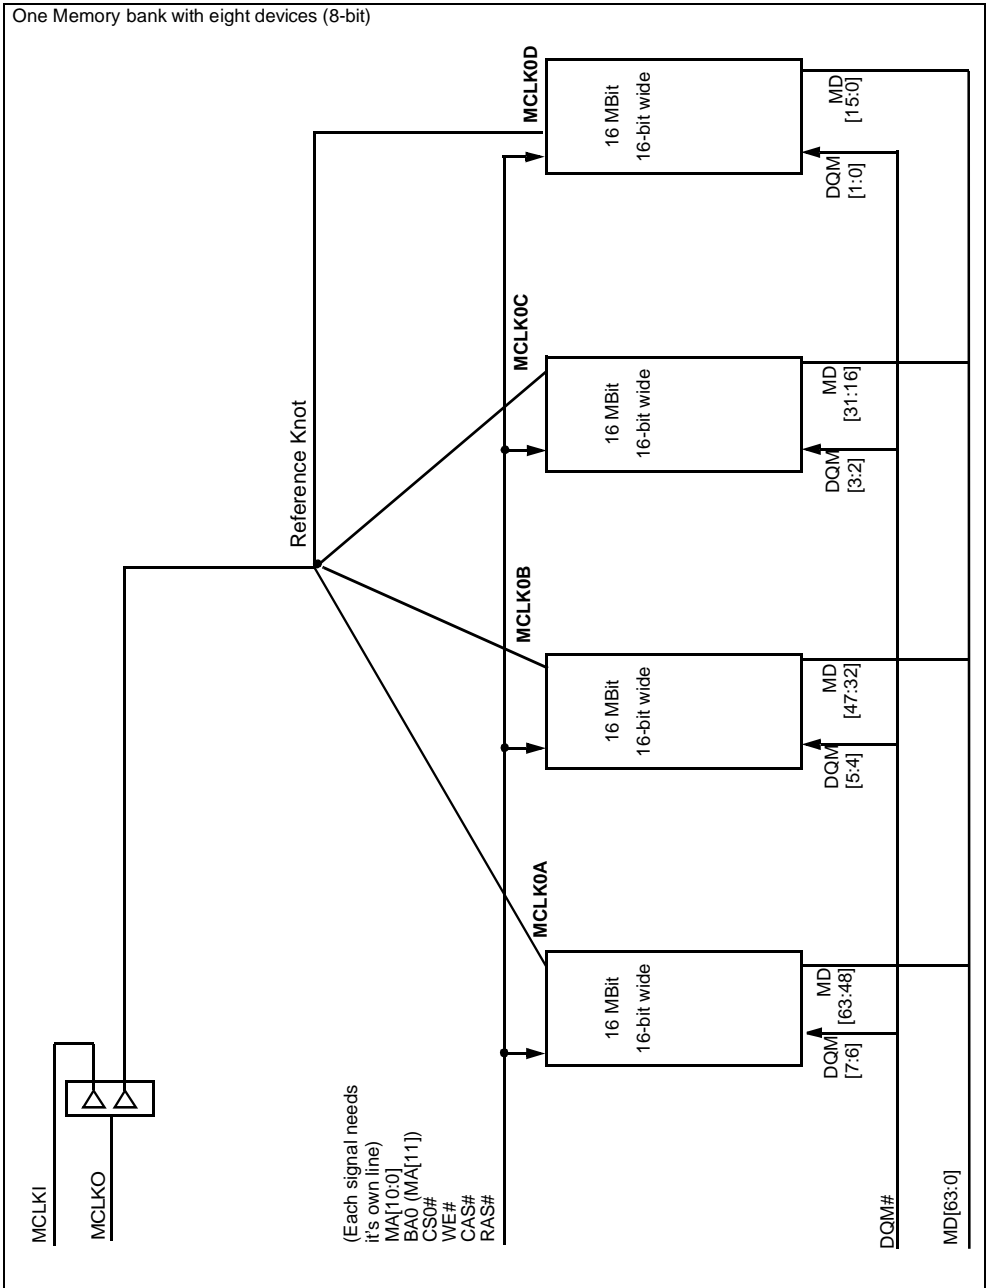 One Memory bank with eight devices (8-bit)
MCLKI
MCLKO
Reference Knot
(Each signal needs
it's own line)
MA[10:0]
BA0 (MA[11])
CS0#
WE#
CAS#
RAS#
MCLK0A
16 MBit
16-bit wide
DQM
[7:6]
MD
[63:48]
MCLK0B
16 MBit
16-bit wide
DQM
[5:4]
MD
[47:32]
MCLK0C
16 MBit
16-bit wide
DQM
[3:2]
MD
[31:16]
MCLK0D
16 MBit
16-bit wide
DQM
[1:0]
MD
[15:0]
DQM#
MD[63:0]